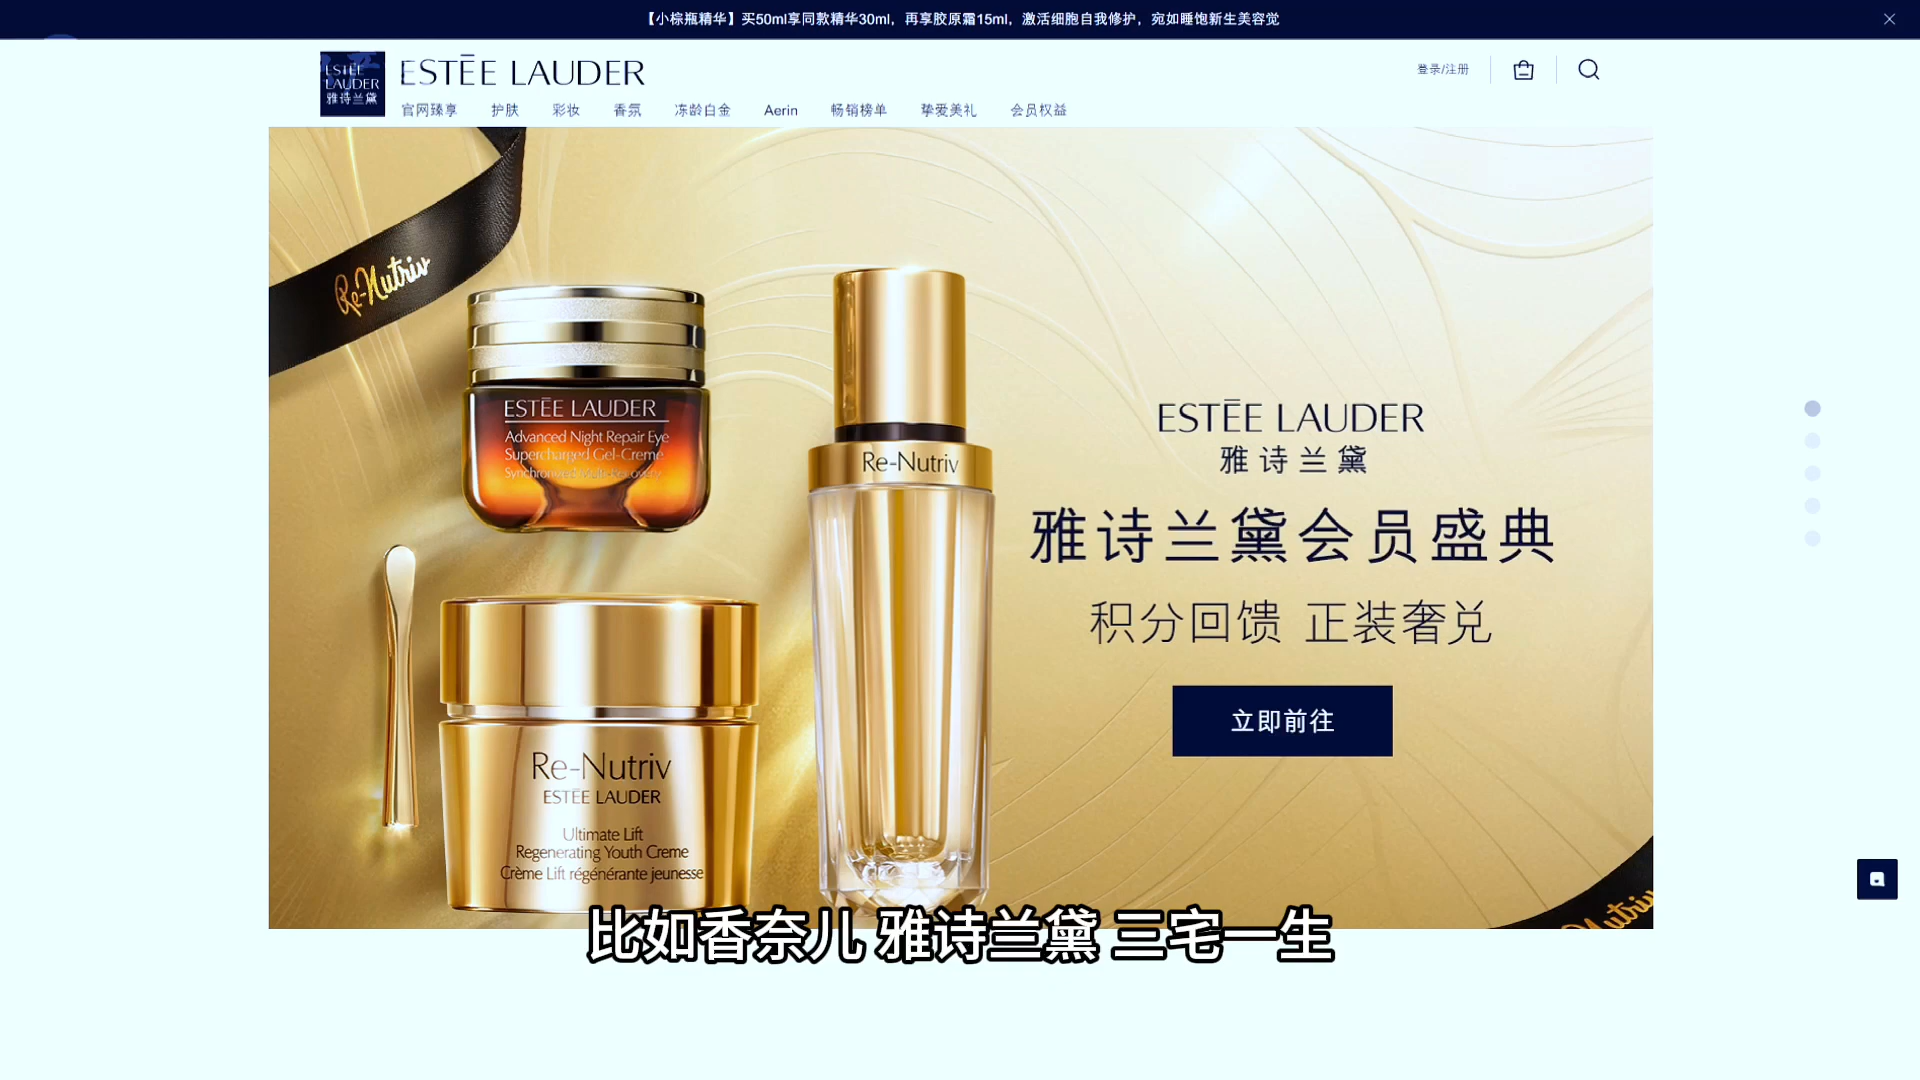 【小棕瓶精华】买50ml享同款精华30ml，再享胶原霜15ml，激活细胞自我修护，宛如睡饱新生美容觉
ESTĒE
LAUDER
雅诗兰黛
ESTĒE LAUDER
登录/注册
官网臻享 护肤 彩妆 香氛 冻龄白金 Aerin 畅销榜单 挚爱美礼 会员权益
Re-Nutriv
ESTĒE LAUDER
Advanced Night Repair Eye
Supercharged Gel-Creme
Synchronized Multi-Recovery
Re-Nutriv
Re-Nutriv
ESTĒE LAUDER
Ultimate Lift
Regenerating Youth Creme
Crème Lift régénérante jeunesse
ESTĒE LAUDER
雅诗兰黛
雅诗兰黛会员盛典
积分回馈 正装奢兑
立即前往
Nutriv
比如香奈儿 雅诗兰黛 三宅一生